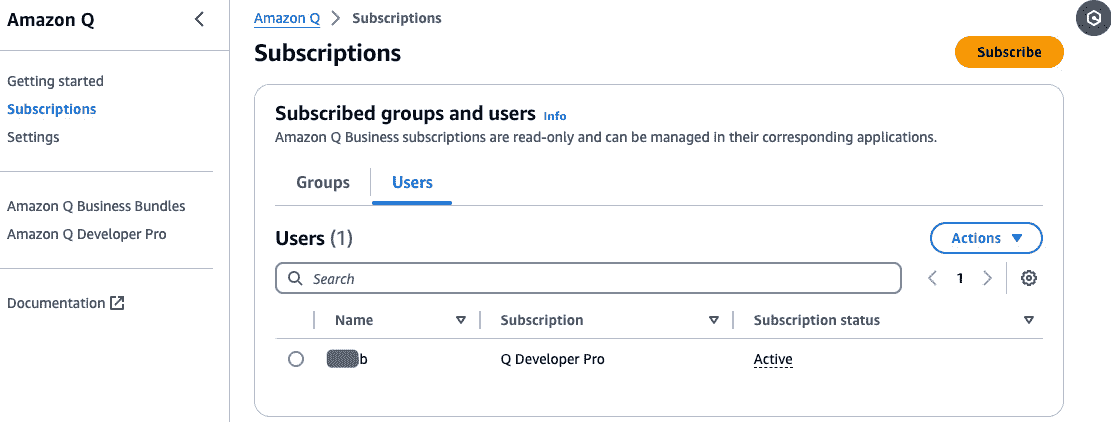 Amazon Q
Getting started
Subscriptions
Settings
Amazon Q Business Bundles
Amazon Q Developer Pro
Documentation
Amazon Q > Subscriptions
Subscriptions
Subscribe
Subscribed groups and users Info
Amazon Q Business subscriptions are read-only and can be managed in their corresponding applications.
Groups Users
Users (1)
Actions
Search
1
Name Subscription Subscription status
b Q Developer Pro Active